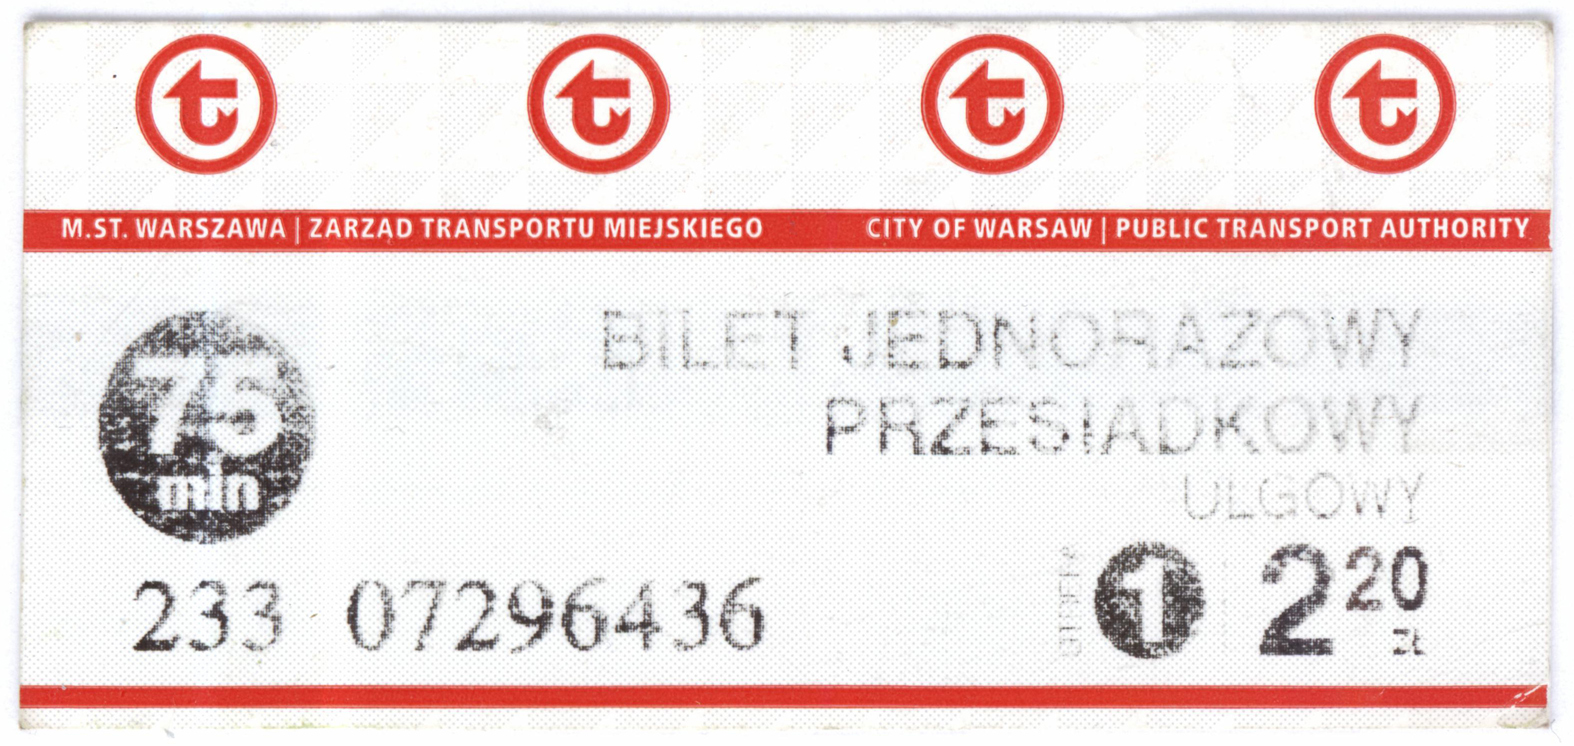 M.ST. WARSZAWA | ZARZAD TRANSPORTU MIEJSKIEGO
CITY OF WARSAW | PUBLIC TRANSPORT AUTHORITY
75
min
BILET JEDNORAZOWY
PRZESIADKOWY
ULGOWY
233 07296436
1
2 20
zł